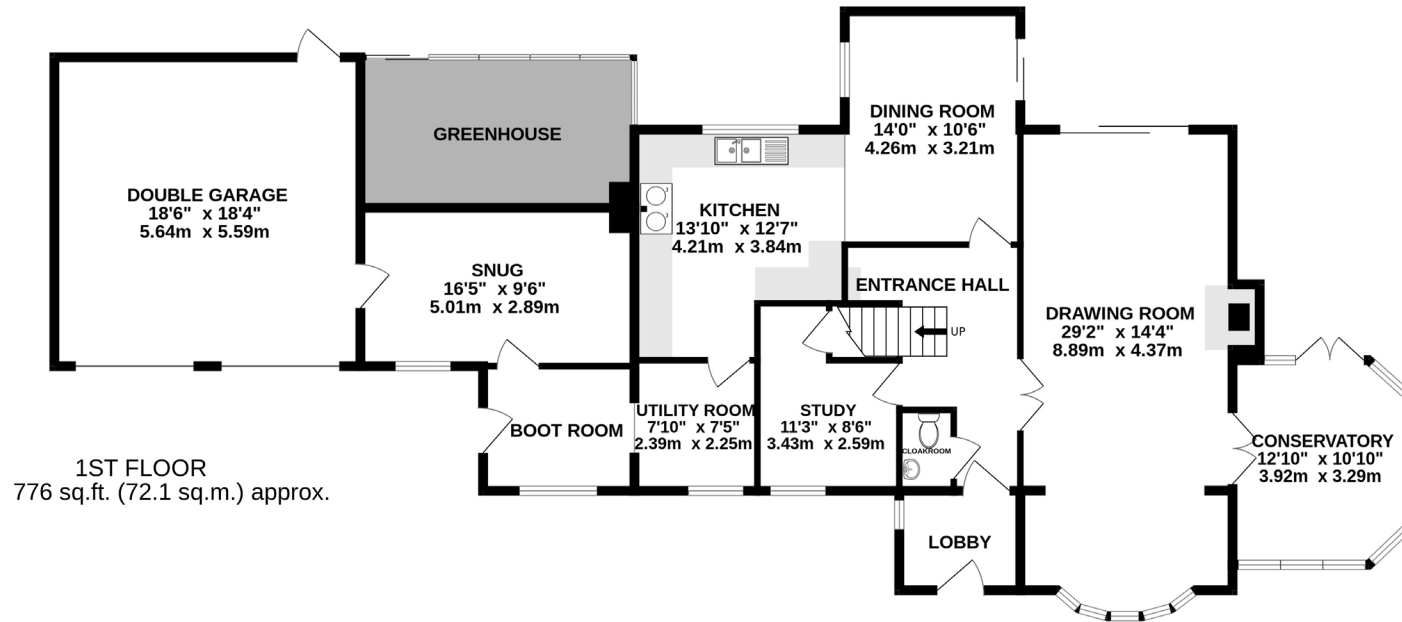 DINING ROOM
14'0" x 10'6"
4.26m x 3.21m
GREENHOUSE
DOUBLE GARAGE
18'6" x 18'4"
5.64m x 5.59m
KITCHEN
13'10" x 12'7"
4.21m x 3.84m
SNUG
16'5" x 9'6"
5.01m x 2.89m
ENTRANCE HALL
UP
DRAWING ROOM
29'2" x 14'4"
8.89m x 4.37m
BOOT ROOM
UTILITY ROOM
7'10" x 7'5"
2.39m x 2.25m
STUDY
11'3" x 8'6"
3.43m x 2.59m
CLOAKROOM
CONSERVATORY
12'10" x 10'10"
3.92m x 3.29m
1ST FLOOR
776 sq.ft. (72.1 sq.m.) approx.
LOBBY